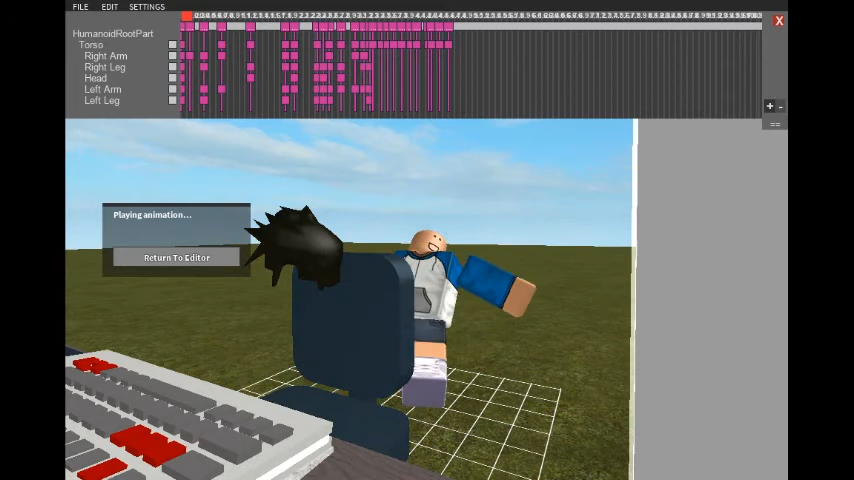 FILE EDIT SETTINGS
X
HumanoidRootPart
Torso
Right Arm
Right Leg
Head
Left Arm
Left Leg
+ -
==
Playing animation...
Return To Editor